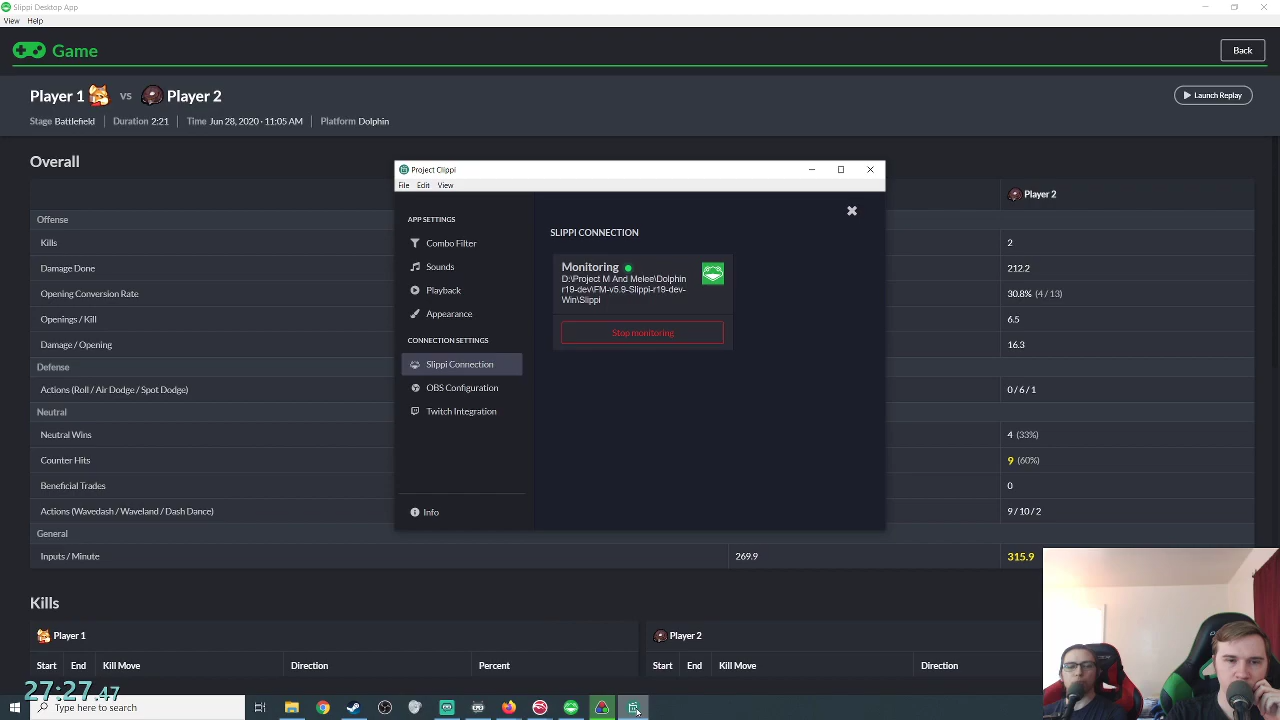 Slippi Desktop App
View Help
Game
Back
Player 1 vs Player 2
Launch Replay
Stage Battlefield Duration 2:21 Time Jun 28, 2020 · 11:05 AM Platform Dolphin
Overall
Player 2
Offense
Kills 2
Damage Done 212.2
Opening Conversion Rate 30.8% (4 / 13)
Openings / Kill 6.5
Damage / Opening 16.3
Defense
Actions (Roll / Air Dodge / Spot Dodge) 0 / 6 / 1
Neutral
Neutral Wins 4 (33%)
Counter Hits 9 (60%)
Beneficial Trades 0
Actions (Wavedash / Waveland / Dash Dance) 9 / 10 / 2
General
Inputs / Minute 269.9 315.9
Project Clippi
File Edit View
APP SETTINGS
Combo Filter
Sounds
Playback
Appearance
CONNECTION SETTINGS
Slippi Connection
OBS Configuration
Twitch Integration
Info
SLIPPI CONNECTION
Monitoring
D:\Project M And Melee\Dolphin
r19-dev\FM-v5.9-Slippi-r19-dev-
Win\Slippi
Stop monitoring
Kills
Player 1 Player 2
Start End Kill Move Direction Percent Start End Kill Move Direction
27:27.47
Type here to search